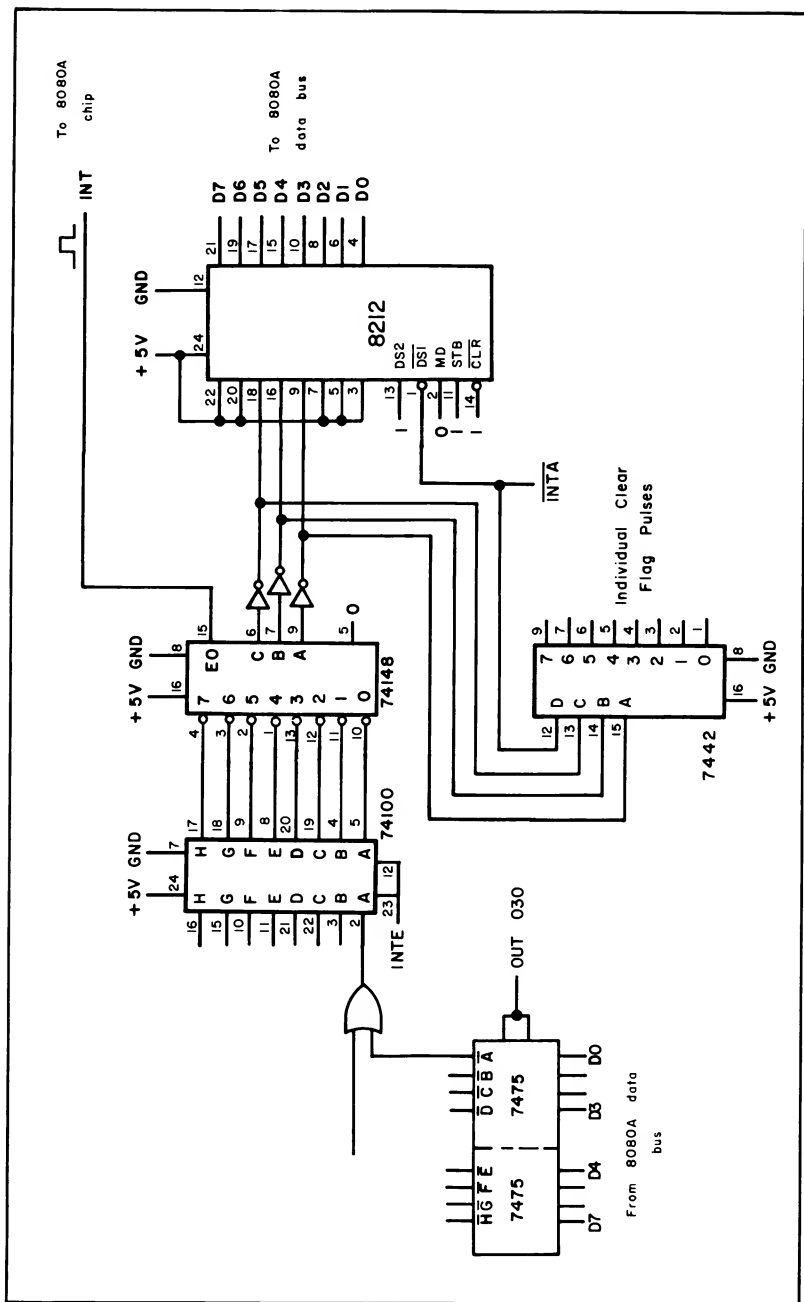 To 8080A
chip
INT
To 8080A
data bus
D7
D6
D5
D4
D3
D2
D1
D0
21
19
17
15
10
8
6
4
GND
12
+5V
24
8212
22
20
18
16
9
7
5
3
DS2
DS1
MD
STB
CLR
13
1
2
11
14
1
0
1
1
INTA
+5V GND
16
8
EO
15
C
B
A
6
7
9
5
0
7
6
5
4
3
2
1
0
4
3
2
1
13
12
11
10
74148
+5V GND
24
7
H
G
F
E
D
C
B
A
H
G
F
E
D
C
B
A
17
18
9
8
20
19
4
5
16
15
10
11
21
22
3
2
23
12
INTE
74100
Individual Clear
Flag Pulses
7
6
5
4
3
2
1
0
9
7
6
5
4
3
2
1
D
C
B
A
12
13
14
15
16
8
+5V GND
7442
OUT 030
H G F E
D C B A
7475
7475
D7
D4
D3
D0
From 8080A data
bus